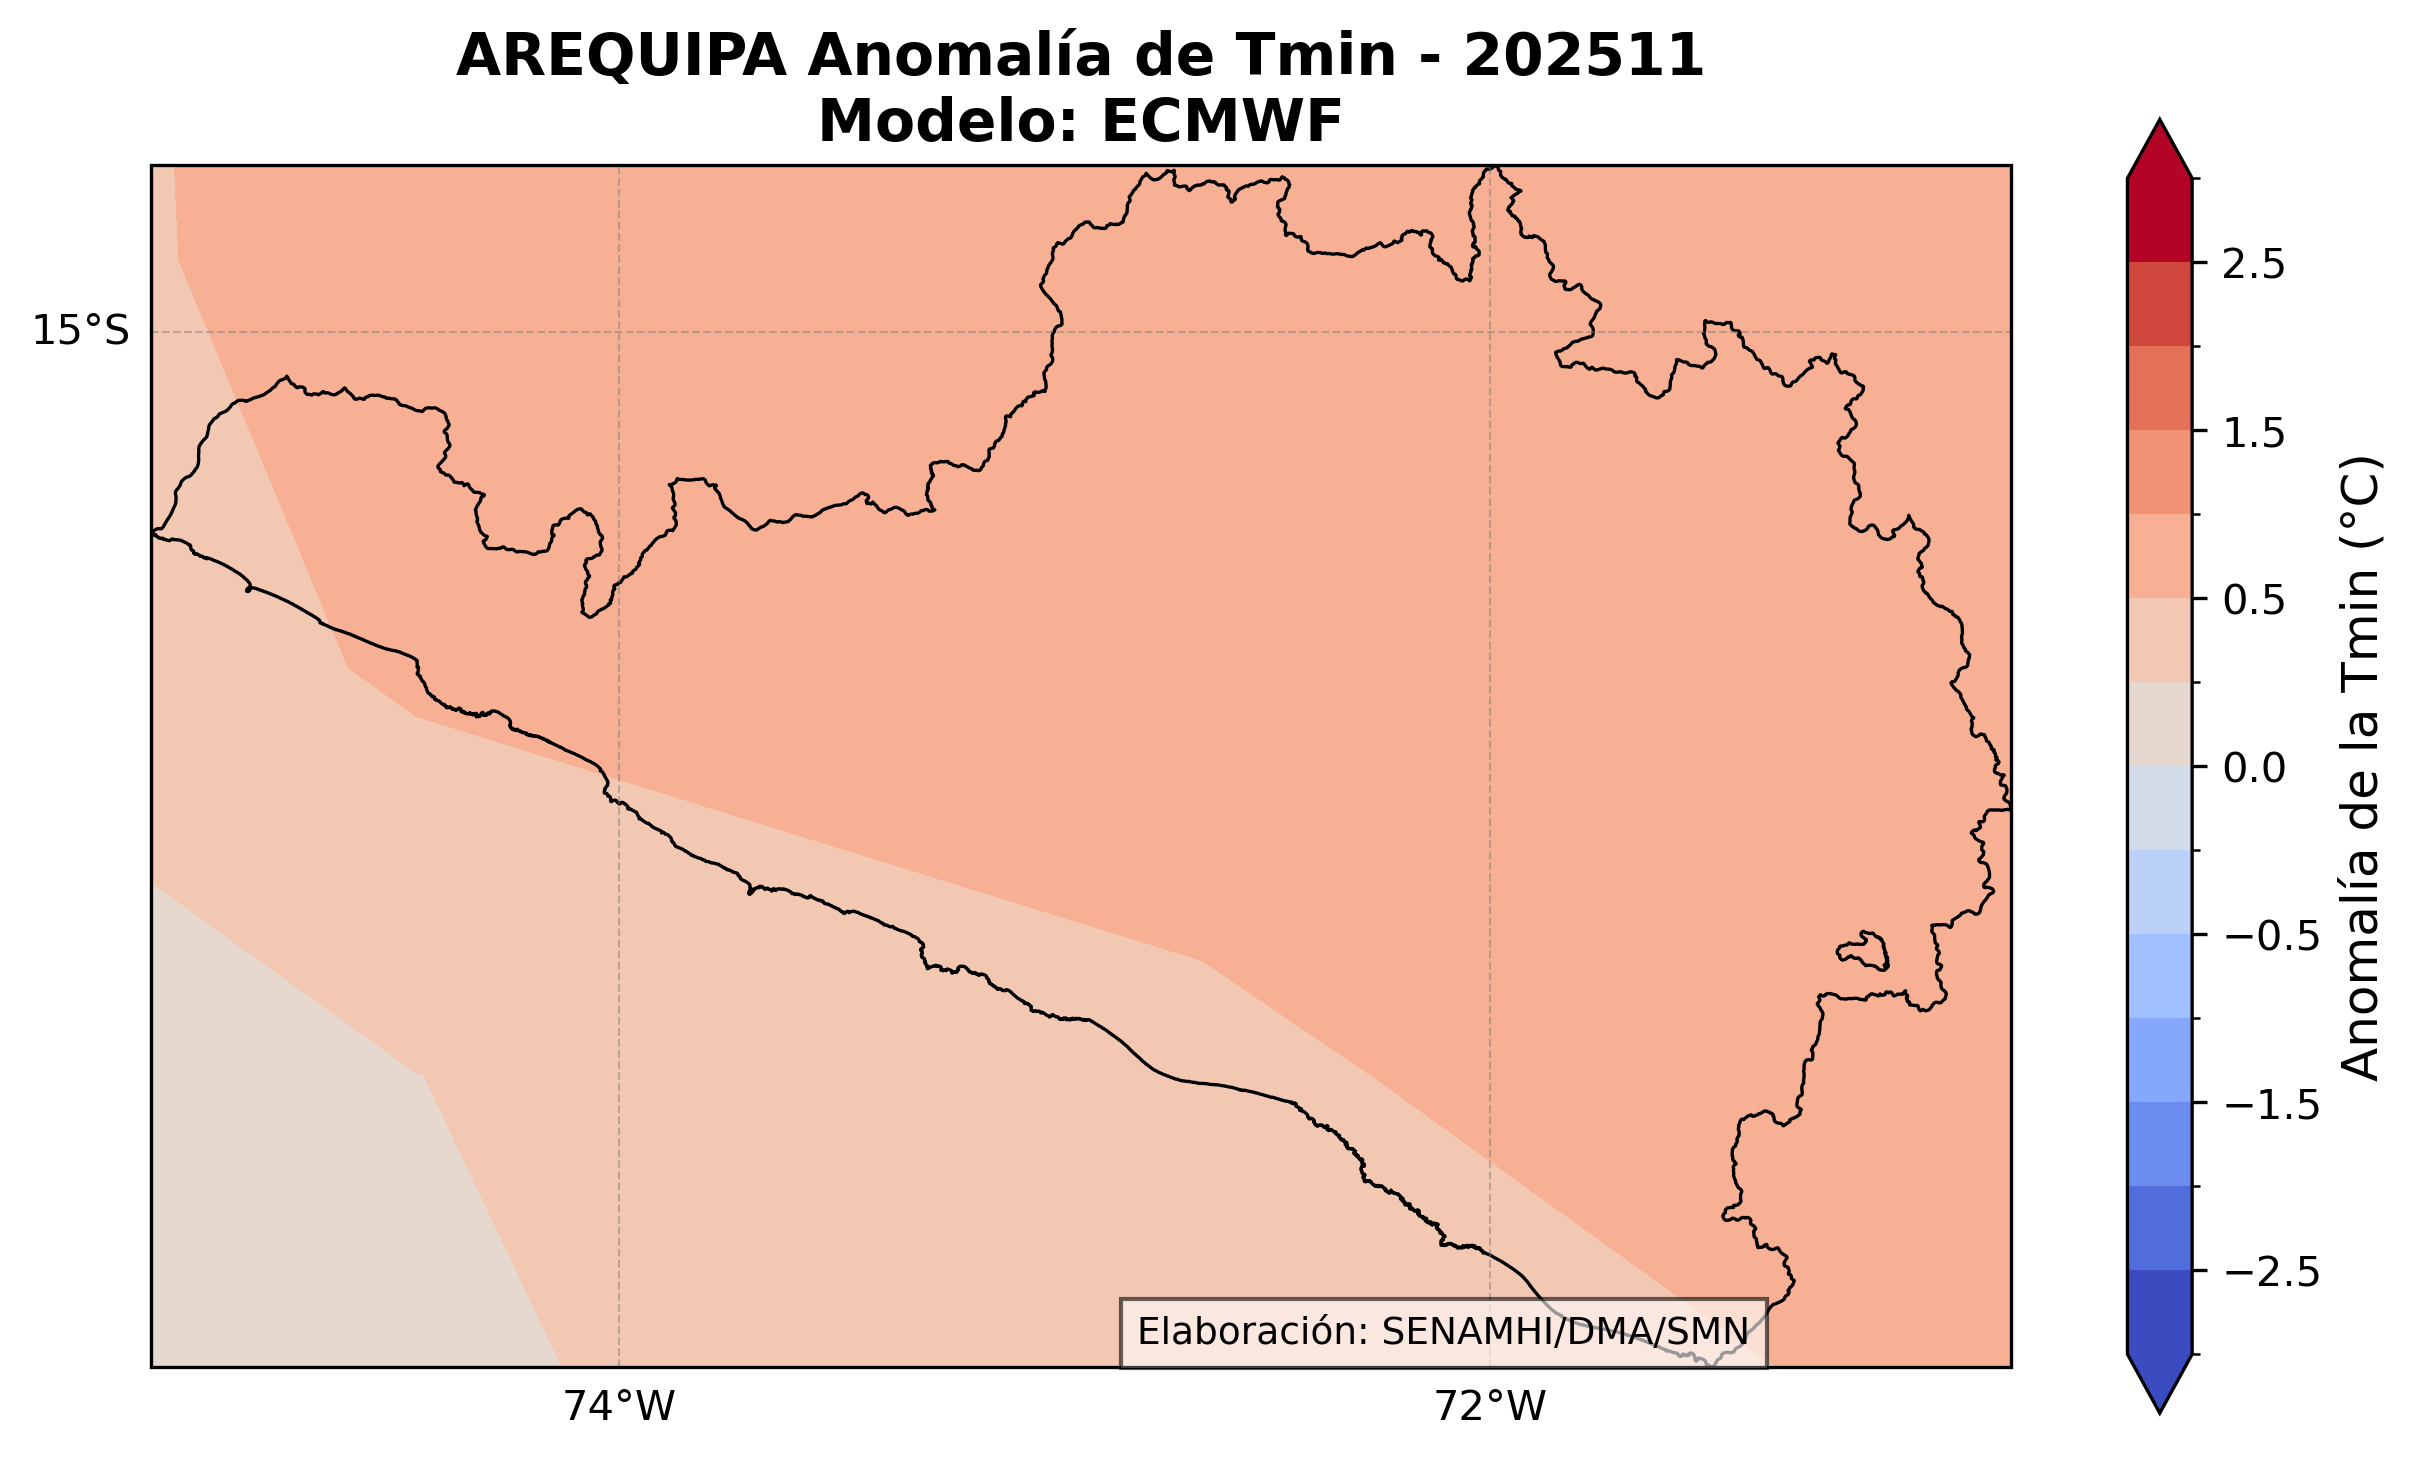 AREQUIPA Anomalía de Tmin - 202511
Modelo: ECMWF
15°S
74°W
72°W
Elaboración: SENAMHI/DMA/SMN
2.5
1.5
0.5
0.0
−0.5
−1.5
−2.5
Anomalía de la Tmin (°C)